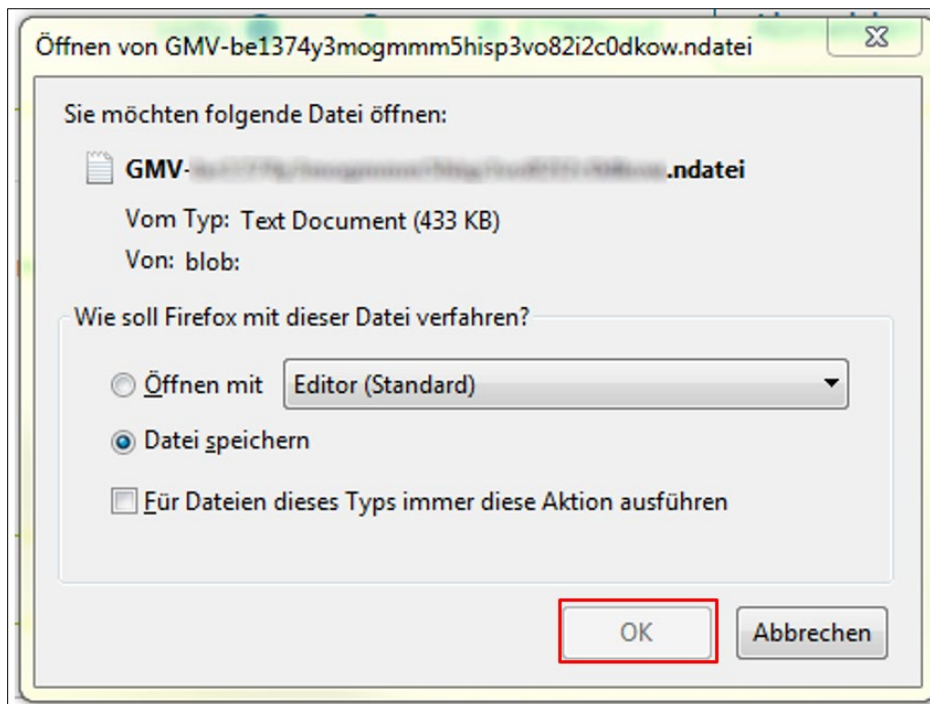 Öffnen von GMV-be1374y3mogmmm5hisp3vo82i2c0dkow.ndatei
Sie möchten folgende Datei öffnen:
GMV- .ndatei
Vom Typ: Text Document (433 KB)
Von: blob:
Wie soll Firefox mit dieser Datei verfahren?
Öffnen mit Editor (Standard)
Datei speichern
Für Dateien dieses Typs immer diese Aktion ausführen
OK Abbrechen